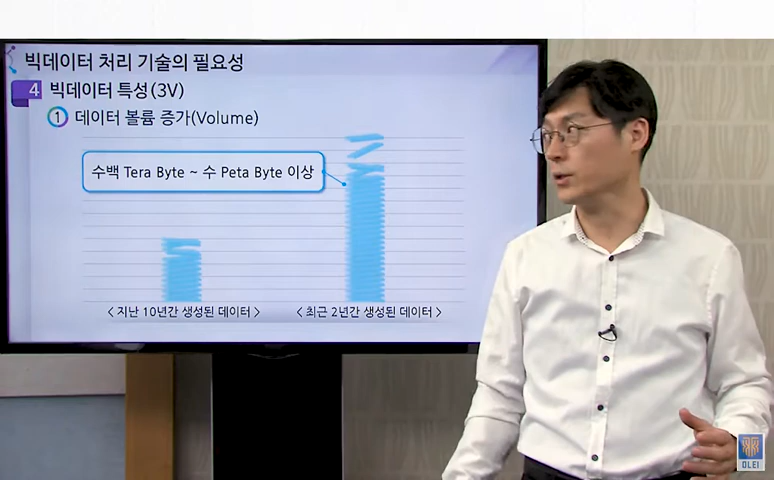 빅데이터 처리 기술의 필요성
4 빅데이터 특성(3V)
1 데이터 볼륨 증가(Volume)
수백 Tera Byte ~ 수 Peta Byte 이상
< 지난 10년간 생성된 데이터 >
< 최근 2년간 생성된 데이터 >
OLEI